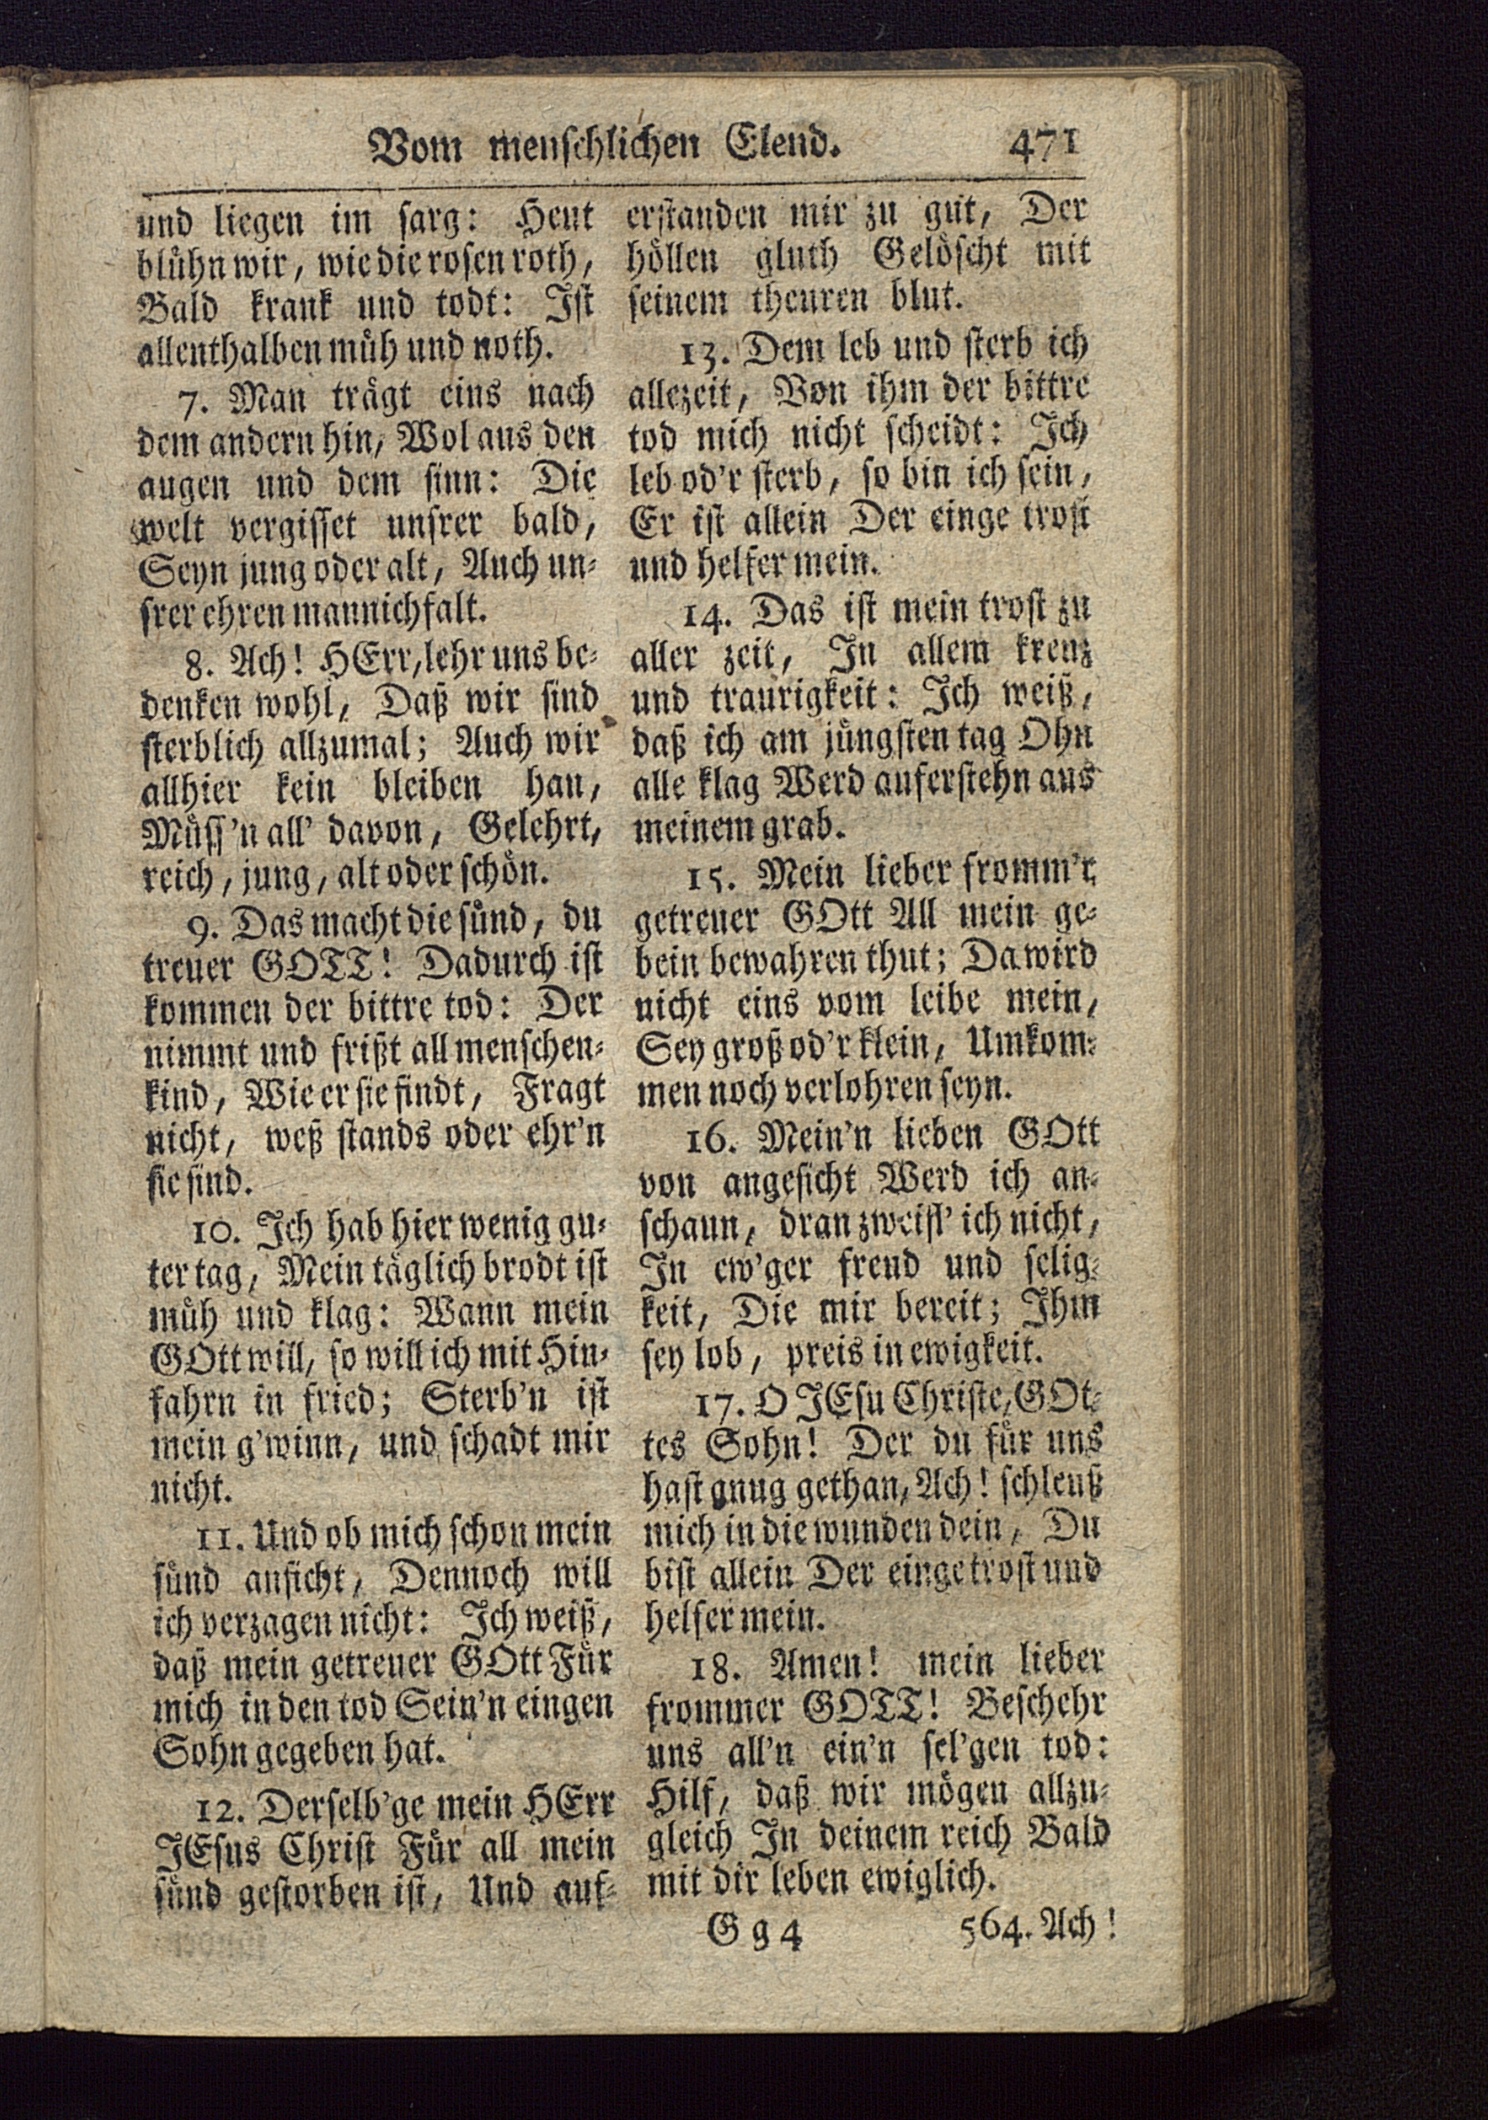 Vom menschlichen Elend. 471
und liegen im sarg: Heut
blühn wir, wie die rosen roth,
Bald krank und todt: Ist
allenthalben müh und noth.
7. Man trägt eins nach
dem andern hin, Wol aus den
augen und dem sinn: Die
welt vergisset unsrer bald,
Seyn jung oder alt, Auch un-
srer ehren mannichfalt.
8. Ach! HErr, lehr uns be-
denken wohl, Daß wir sind
sterblich allzumal; Auch wir
allhier kein bleiben han,
Müss'n all' davon, Gelehrt,
reich, jung, alt oder schön.
9. Das macht die sünd, du
treuer GOTT! Dadurch ist
kommen der bittre tod: Der
nimmt und frißt all menschen-
kind, Wie er sie findt, Fragt
nicht, weß stands oder ehr'n
sie sind.
10. Ich hab hier wenig gu-
ter tag, Mein täglich brodt ist
müh und klag: Wann mein
GOtt will, so will ich mit Hin-
fahrn in fried; Sterb'n ist
mein g'winn, und schadt mir
nicht.
11. Und ob mich schon mein
sünd anficht, Dennoch will
ich verzagen nicht: Ich weiß,
daß mein getreuer GOtt Für
mich in den tod Sein'n eingen
Sohn gegeben hat.
12. Derselb'ge mein HErr
JEsus Christ Für all mein
sünd gestorben ist, Und auf-
erstanden mir zu gut, Der
höllen gluth Gelöscht mit
seinem theuren blut.
13. Dem leb und sterb ich
allezeit, Von ihm der bittre
tod mich nicht scheidt: Ich
leb od'r sterb, so bin ich sein,
Er ist allein Der einge trost
und helfer mein.
14. Das ist mein trost zu
aller zeit, In allem kreuz
und traurigkeit: Ich weiß,
daß ich am jüngsten tag Ohn
alle klag Werd auferstehn aus
meinem grab.
15. Mein lieber fromm'r,
getreuer GOtt All mein ge-
bein bewahren thut; Da wird
nicht eins vom leibe mein,
Sey groß od'r klein, Umkom-
men noch verlohren seyn.
16. Mein'n lieben GOtt
von angesicht Werd ich an-
schaun, dran zweifl' ich nicht,
In ew'ger freud und selig-
keit, Die mir bereit; Ihm
sey lob, preis in ewigkeit.
17. O JEsu Christe, GOt-
tes Sohn! Der du für uns
hast gnug gethan, Ach! schleuß
mich in die wunden dein, Du
bist allein Der einge trost und
helfer mein.
18. Amen! mein lieber
frommer GOTT! Beschehr
uns all'n ein'n sel'gen tod:
Hilf, daß wir mögen allzu-
gleich In deinem reich Bald
mit dir leben ewiglich.
G g 4 564. Ach!